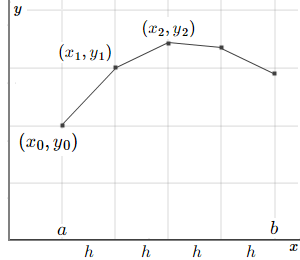 y
(x₂, y₂)
(x₁, y₁)
(x₀, y₀)
a b
h h h h x